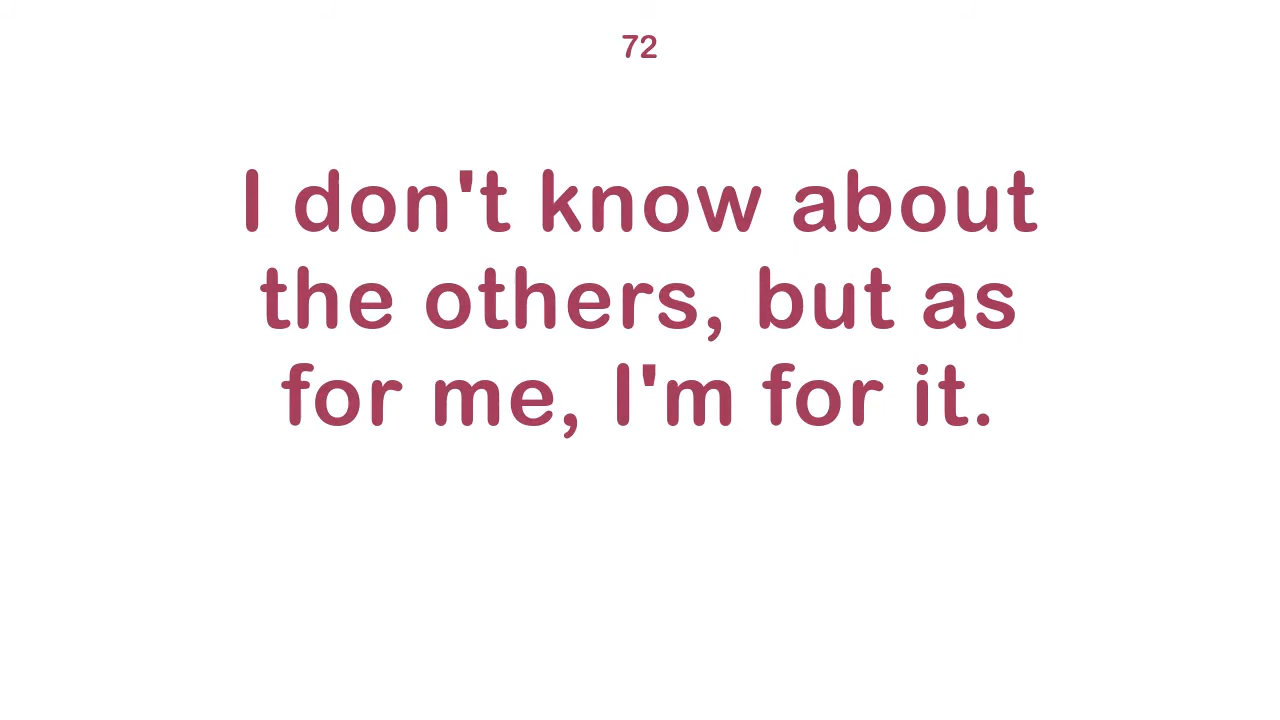 72
I don't know about
the others, but as
for me, I'm for it.